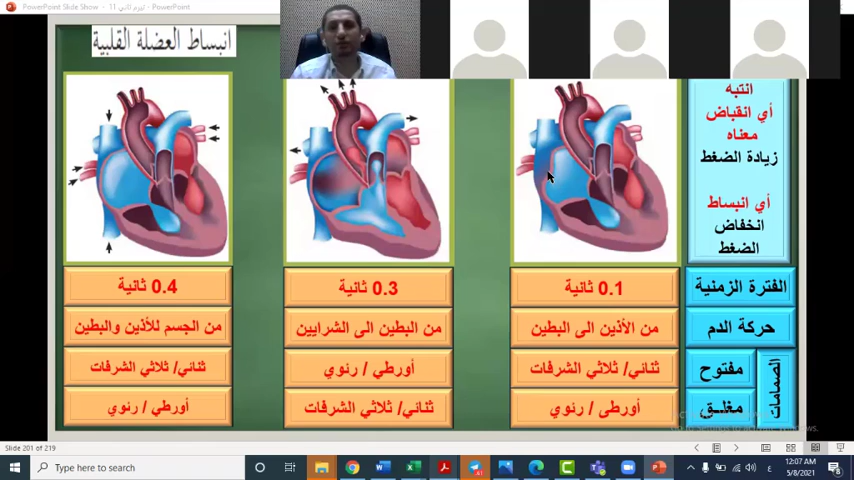 PowerPoint Slide Show - 11 ثاني
انبساط العضلة القلبية
انتبه
أي انقباض
معناه
زيادة الضغط
أي انبساط
انخفاض
الضغط
الفترة الزمنية
0.1 ثانية
0.3 ثانية
0.4 ثانية
حركة الدم
من الأذين الى البطين
من البطين الى الشرايين
من الجسم للأذين والبطين
الصمامات
مفتوح
ثنائي/ ثلاثي الشرفات
أورطي / رئوي
ثنائي/ ثلاثي الشرفات
مغلق
أورطى / رئوي
ثنائي/ ثلاثي الشرفات
أورطي / رئوي
Slide 201 of 219
Type here to search
12:07 AM
5/8/2021